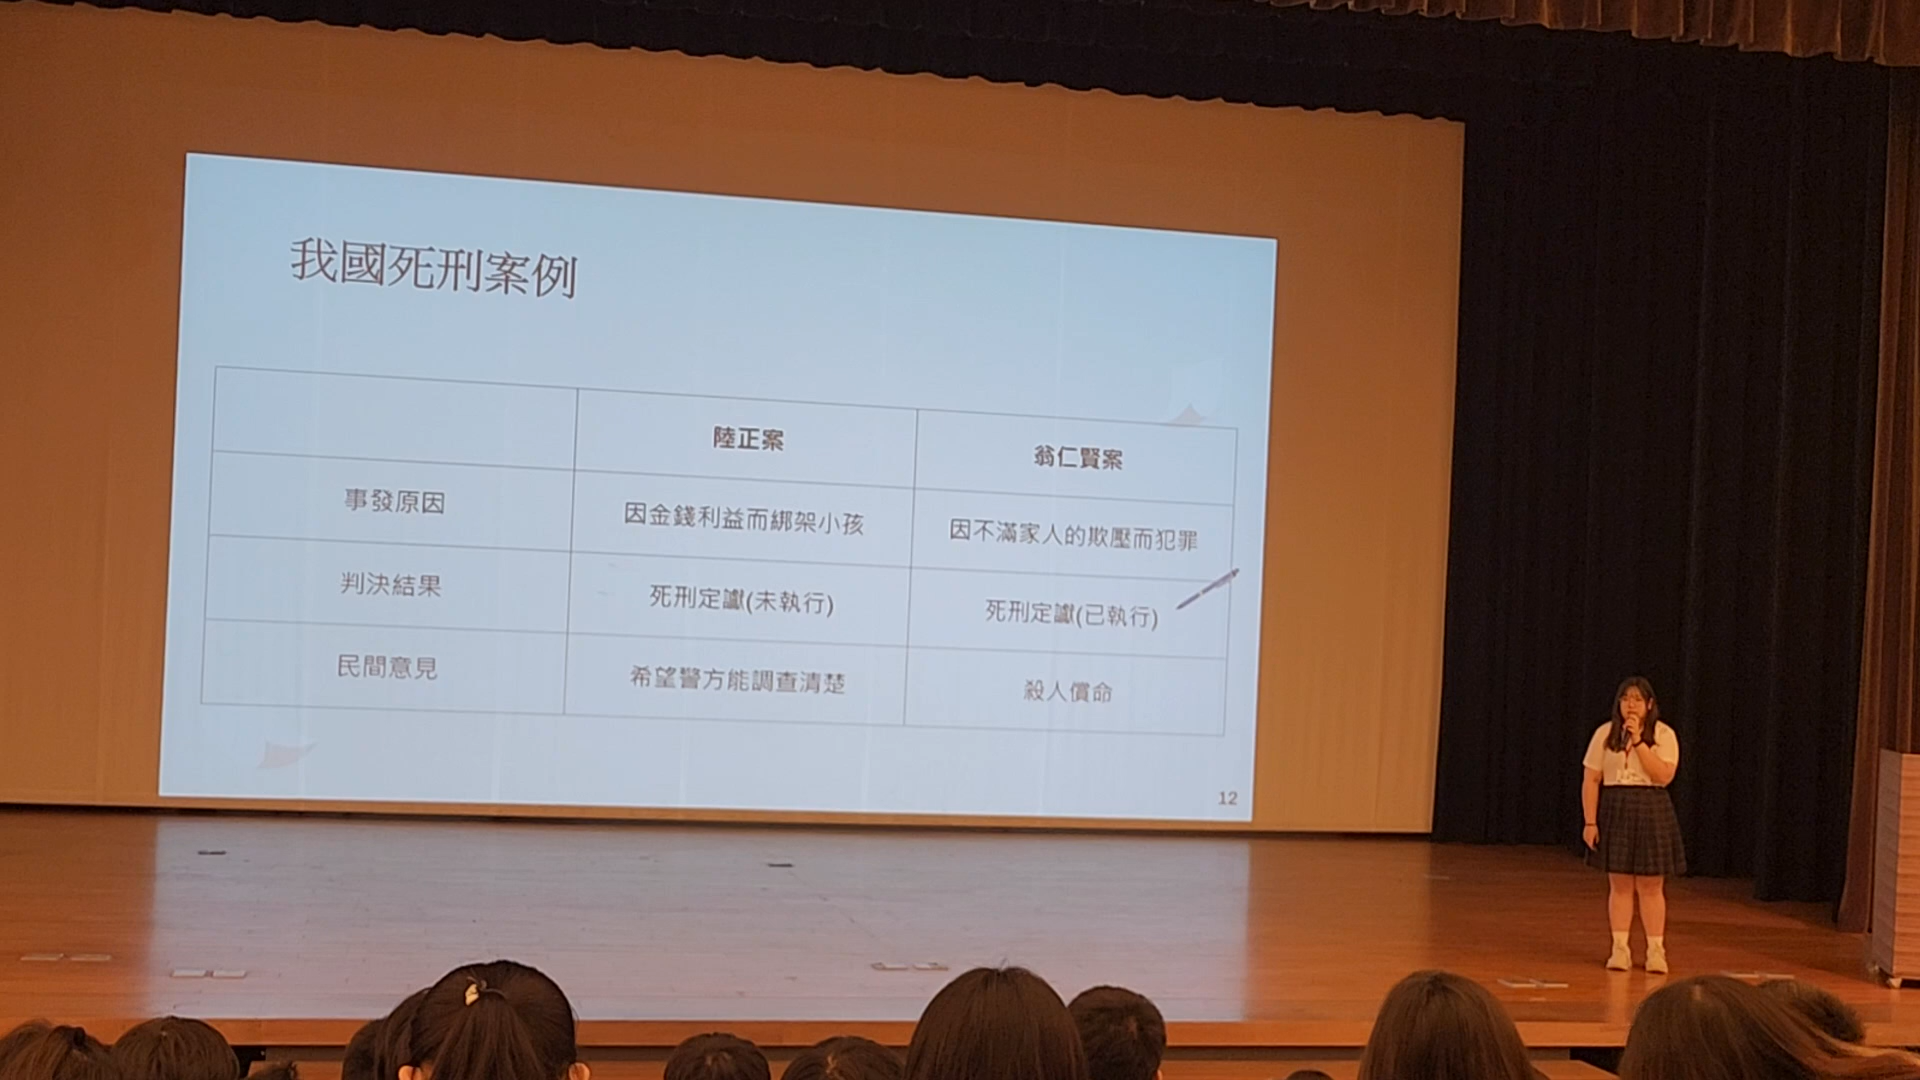 我國死刑案例
陸正案
翁仁賢案
事發原因
因金錢利益而綁架小孩
因不滿家人的欺壓而犯罪
判決結果
死刑定讞(未執行)
死刑定讞(已執行)
民間意見
希望警方能調查清楚
殺人償命
12